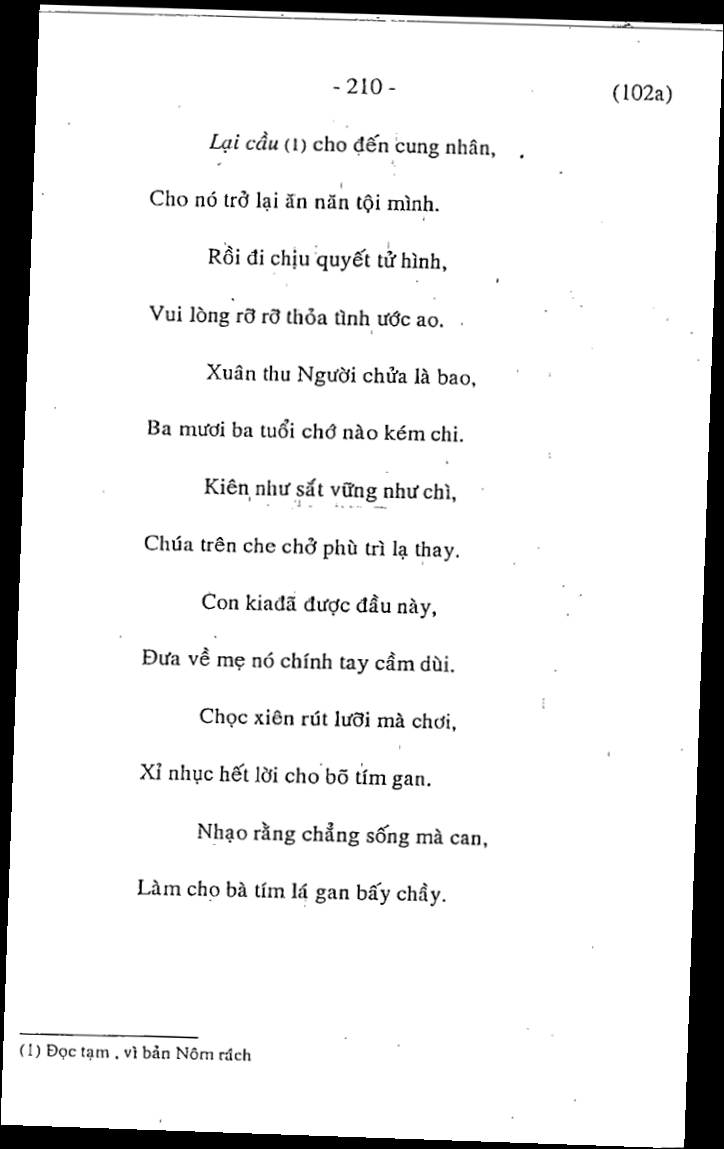 - 210 -
(102a)
Lại cầu (1) cho đến cung nhân,
Cho nó trở lại ăn năn tội mình.
Rồi đi chịu quyết tử hình,
Vui lòng rỡ rỡ thỏa tình ước ao.
Xuân thu Người chửa là bao,
Ba mươi ba tuổi chớ nào kém chi.
Kiên như sắt vững như chì,
Chúa trên che chở phù trì lạ thay.
Con kiađã được đầu này,
Đưa về mẹ nó chính tay cầm dùi.
Chọc xiên rút lưỡi mà chơi,
Xỉ nhục hết lời cho bõ tím gan.
Nhạo rằng chẳng sống mà can,
Làm cho bà tím lá gan bấy chầy.
(1) Đọc tạm , vì bản Nôm rách